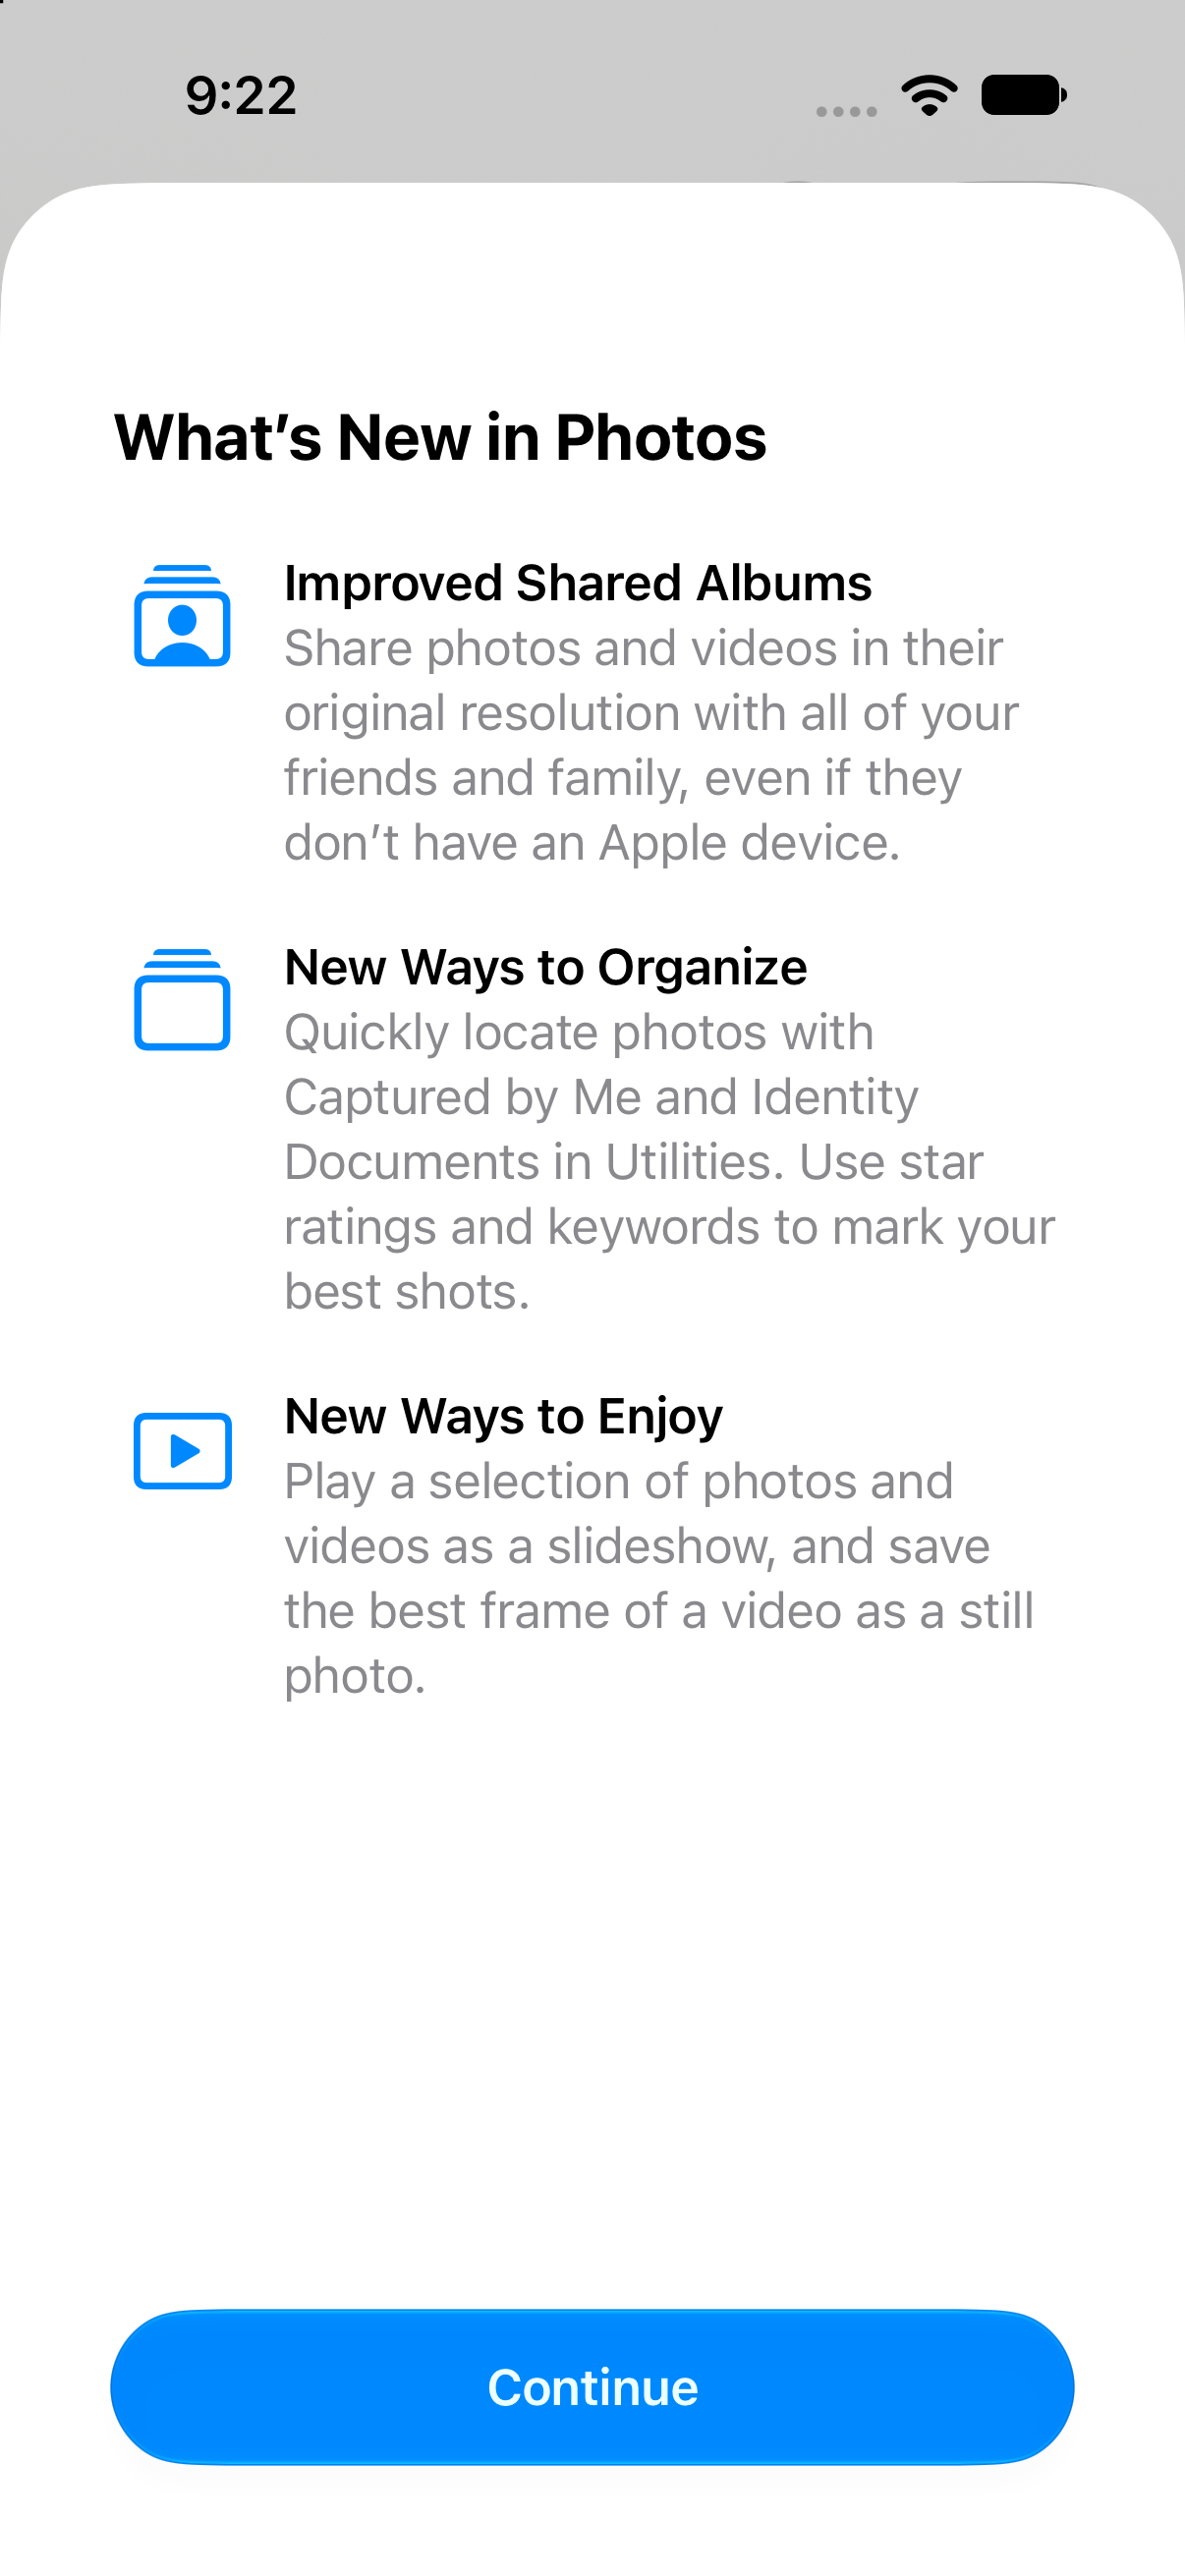 9:22
What’s New in Photos
Improved Shared Albums
Share photos and videos in their
original resolution with all of your
friends and family, even if they
don’t have an Apple device.
New Ways to Organize
Quickly locate photos with
Captured by Me and Identity
Documents in Utilities. Use star
ratings and keywords to mark your
best shots.
New Ways to Enjoy
Play a selection of photos and
videos as a slideshow, and save
the best frame of a video as a still
photo.
Continue